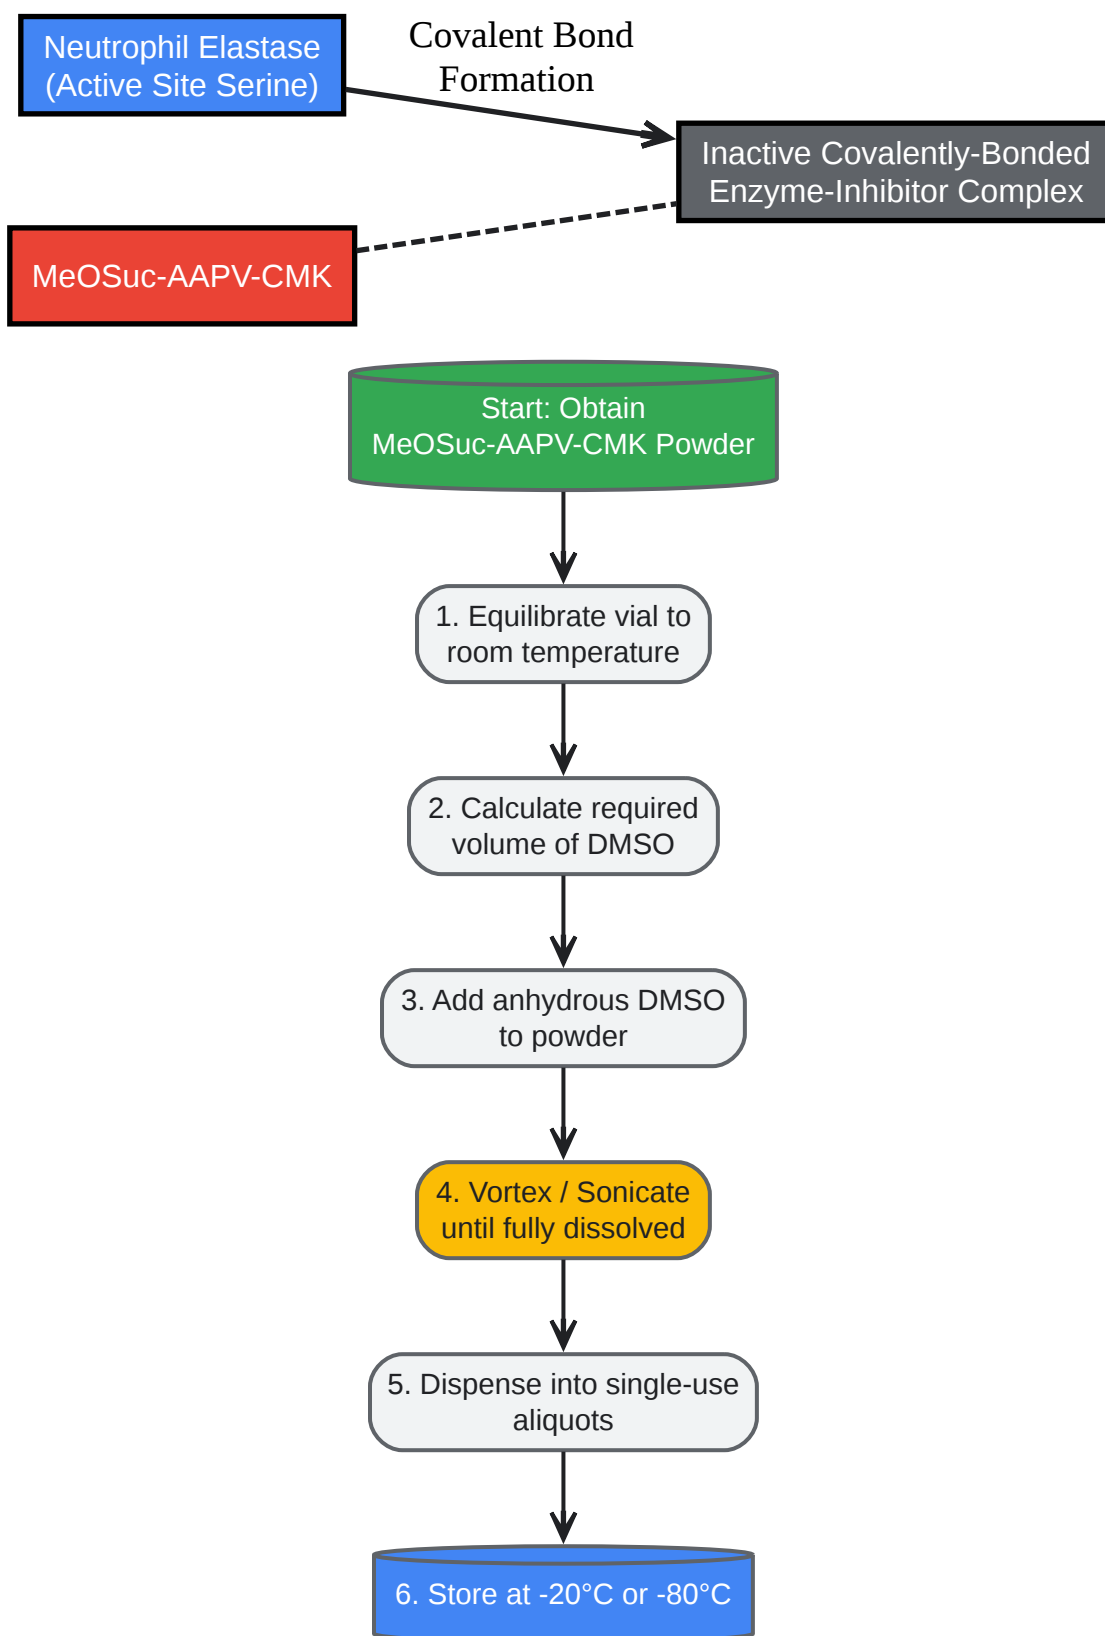 Neutrophil Elastase
(Active Site Serine)
Covalent Bond
Formation
Inactive Covalently-Bonded
Enzyme-Inhibitor Complex
MeOSuc-AAPV-CMK
Start: Obtain
MeOSuc-AAPV-CMK Powder
1. Equilibrate vial to
room temperature
2. Calculate required
volume of DMSO
3. Add anhydrous DMSO
to powder
4. Vortex / Sonicate
until fully dissolved
5. Dispense into single-use
aliquots
6. Store at -20°C or -80°C